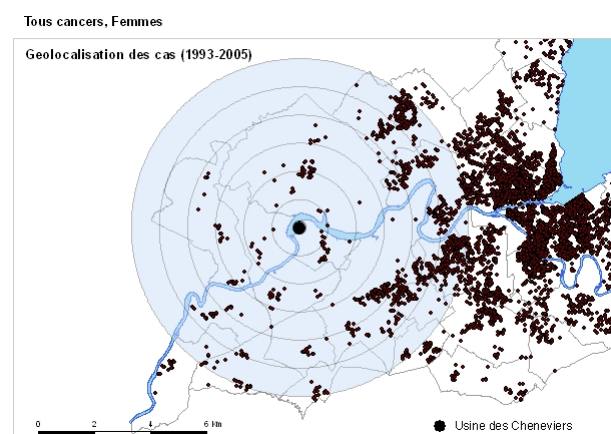 Tous cancers, Femmes
Geolocalisation des cas (1993-2005)
0 2 4 6 km
Usine des Cheneviers